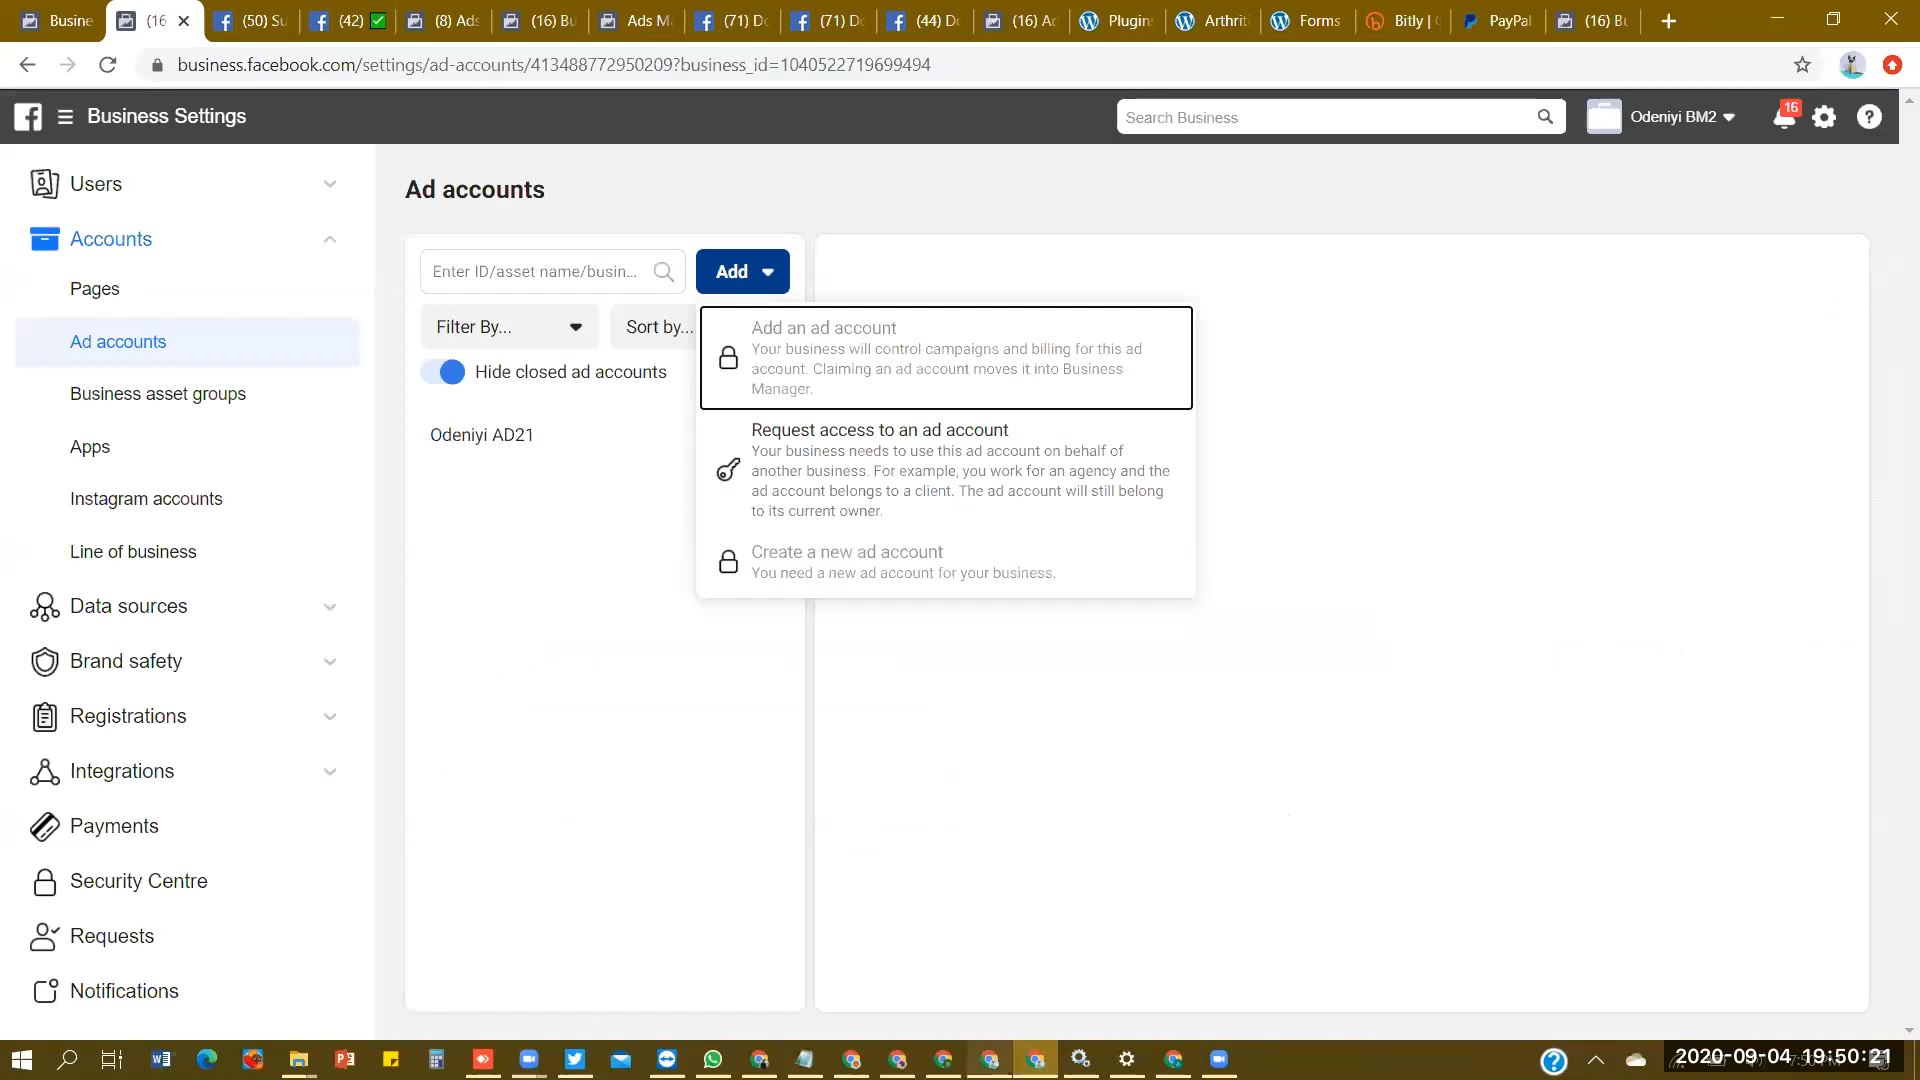 Busine
(16
(50) Su
(42)
(8) Ads
(16) Bu
Ads M
(71) Do
(71) Do
(44) Do
(16) Ad
Plugins
Arthrit
Forms
Bitly |
PayPal
(16) Bu
business.facebook.com/settings/ad-accounts/413488772950209?business_id=1040522719699494
Business Settings
Search Business
Odeniyi BM2
16
Users
Accounts
Pages
Ad accounts
Business asset groups
Apps
Instagram accounts
Line of business
Data sources
Brand safety
Registrations
Integrations
Payments
Security Centre
Requests
Notifications
Ad accounts
Enter ID/asset name/busin...
Add
Filter By...
Sort by...
Hide closed ad accounts
Odeniyi AD21
Add an ad account
Your business will control campaigns and billing for this ad
account. Claiming an ad account moves it into Business
Manager.
Request access to an ad account
Your business needs to use this ad account on behalf of
another business. For example, you work for an agency and the
ad account belongs to a client. The ad account will still belong
to its current owner.
Create a new ad account
You need a new ad account for your business.
2020-09-04 19:50:21